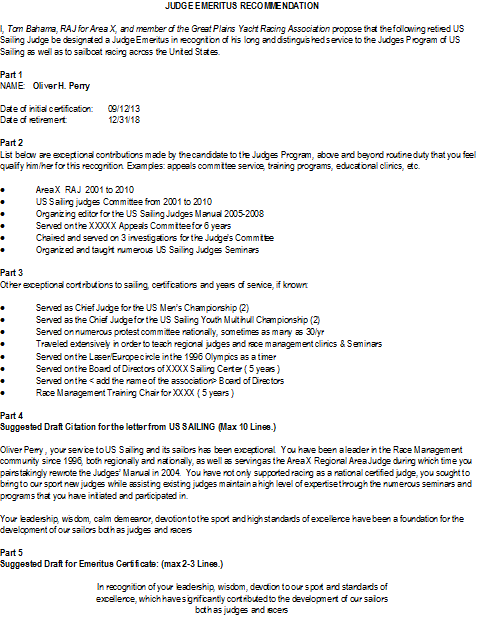 JUDGE EMERITUS RECOMMENDATION
I, Tom Bahama, RAJ for Area X, and member of the Great Plains Yacht Racing Association propose that the following retired US
Sailing Judge be designated a Judge Emeritus in recognition of his long and distinguished service to the Judges Program of US
Sailing as well as to sailboat racing across the United States.
Part 1
NAME: Oliver H. Perry
Date of initial certification: 09/12/13
Date of retirement: 12/31/18
Part 2
List below are exceptional contributions made by the candidate to the Judges Program, above and beyond routine duty that you feel
qualify him/her for this recognition. Examples: appeals committee service, training programs, educational clinics, etc.
● Area X RAJ 2001 to 2010
● US Sailing judges Committee from 2001 to 2010
● Organizing editor for the US Sailing Judges Manual 2005-2008
● Served on the XXXXX Appeals Committee for 6 years
● Chaired and served on 3 investigations for the Judge's Committee
● Organized and taught numerous US Sailing Judges Seminars
Part 3
Other exceptional contributions to sailing, certifications and years of service, if known:
● Served as Chief Judge for the US Men's Championship (2)
● Served as the Chief Judge for the US Sailing Youth Multihull Championship (2)
● Served on numerous protest committee nationally, sometimes as many as 30/yr
● Traveled extensively in order to teach regional judges and race management clinics & Seminars
● Served on the Laser/Europe circle in the 1996 Olympics as a timer
● Served on the Board of Directors of XXXX Sailing Center ( 5 years )
● Served on the < add the name of the association> Board of Directors
● Race Management Training Chair for XXXX ( 5 years )
Part 4
Suggested Draft Citation for the letter from US SAILING (Max 10 Lines.)
Oliver Perry , your service to US Sailing and its sailors has been exceptional. You have been a leader in the Race Management
community since 1996, both regionally and nationally, as well as serving as the Area X Regional Area Judge during which time you
painstakingly rewrote the Judges' Manual in 2004. You have not only supported racing as a national certified judge, you sought to
bring to our sport new judges while assisting existing judges maintain a high level of expertise through the numerous seminars and
programs that you have initiated and participated in.
Your leadership, wisdom, calm demeanor, devotion to the sport and high standards of excellence have been a foundation for the
development of our sailors both as judges and racers
Part 5
Suggested Draft for Emeritus Certificate: (max 2-3 Lines.)
In recognition of your leadership, wisdom, devotion to our sport and standards of
excellence, which have significantly contributed to the development of our sailors
both as judges and racers